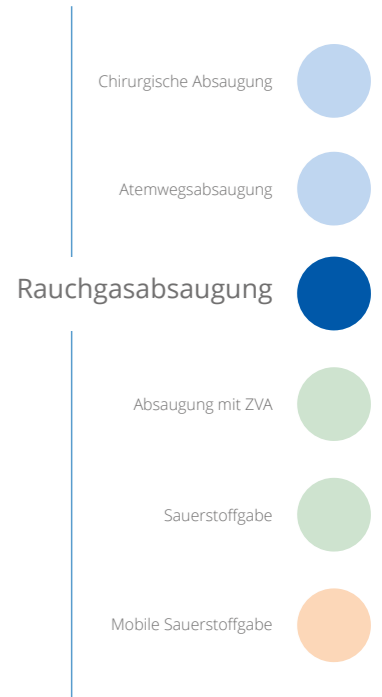 Chirurgische Absaugung
Atemwegsabsaugung
Rauchgasabsaugung
Absaugung mit ZVA
Sauerstoffgabe
Mobile Sauerstoffgabe